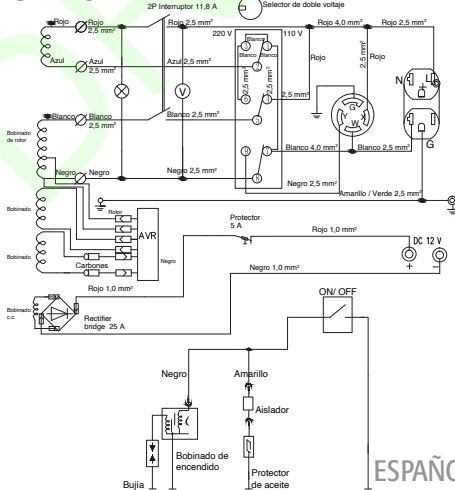 2P Interruptor 11,8 A
Selector de doble voltaje
Rojo
Rojo
2,5 mm²
Rojo 2,5 mm²
Rojo 4,0 mm²
Rojo 2,5 mm²
220 V
110 V
Blanco
Blanco
Blanco
Rojo
Rojo
2,5 mm²
Azul
Azul
2,5 mm²
Azul 2,5 mm²
2,5 mm²
2,5 mm²
2,5 mm²
V
N
L
G
Y
X
W
G
Blanco
Blanco
2,5 mm²
Blanco 2,5 mm²
Blanco 4,0 mm²
Blanco 2,5 mm²
Bobinado
de rotor
Negro
Negro
2,5 mm²
Negro 2,5 mm²
Negro 2,5 mm²
Amarillo / Verde 2,5 mm²
Bobinado
Rotor
AVR
Negro
Carbones
Bobinado
Protector
5 A
Rojo 1,0 mm²
DC 12 V
+
−
Negro 1,0 mm²
Rojo 1,0 mm²
Bobinado
c.c.
Rectifier
bridge 25 A
ON/ OFF
Negro
Amarillo
Aislador
Bobinado de
encendido
Bujía
Protector
de aceite
ESPAÑO